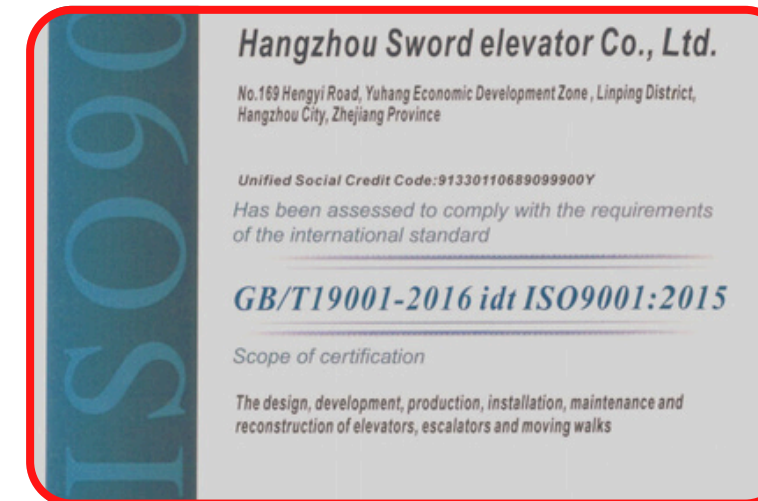 ISO90
Hangzhou Sword elevator Co., Ltd.
No.169 Hengyi Road, Yuhang Economic Development Zone , Linping District,
Hangzhou City, Zhejiang Province
Unified Social Credit Code:91330110689099900Y
Has been assessed to comply with the requirements
of the international standard
GB/T19001-2016 idt ISO9001:2015
Scope of certification
The design, development, production, installation, maintenance and
reconstruction of elevators, escalators and moving walks